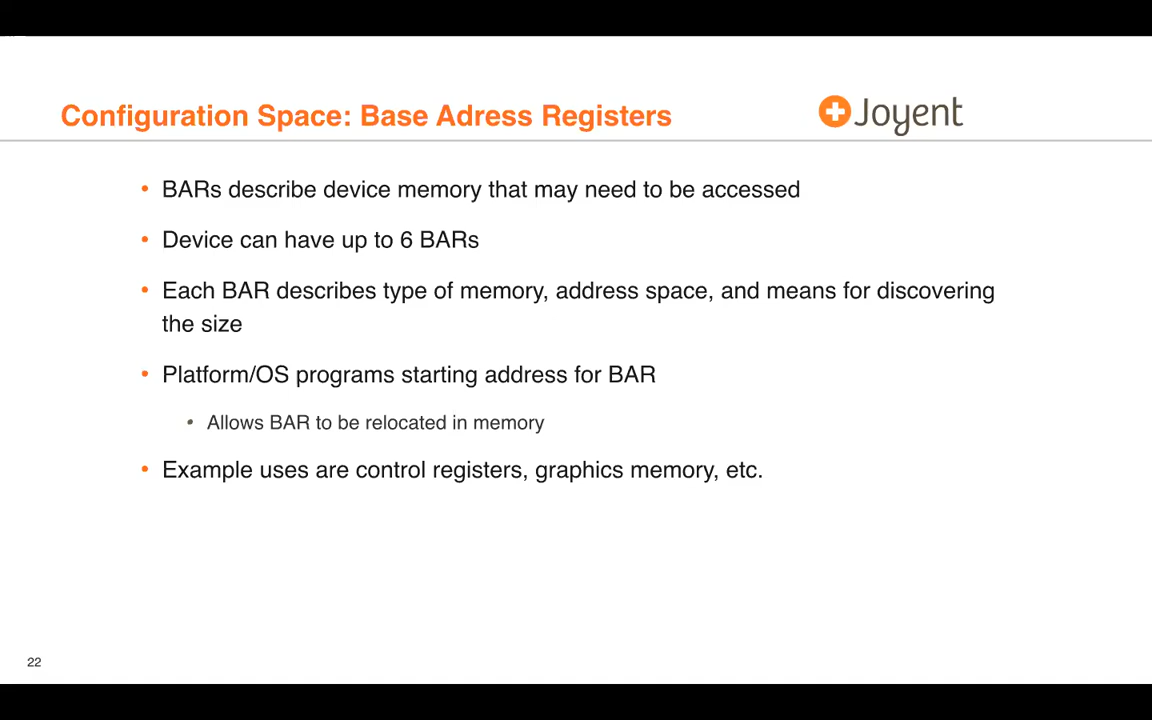 Configuration Space: Base Adress Registers
Joyent
• BARs describe device memory that may need to be accessed
• Device can have up to 6 BARs
• Each BAR describes type of memory, address space, and means for discovering
the size
• Platform/OS programs starting address for BAR
• Allows BAR to be relocated in memory
• Example uses are control registers, graphics memory, etc.
22